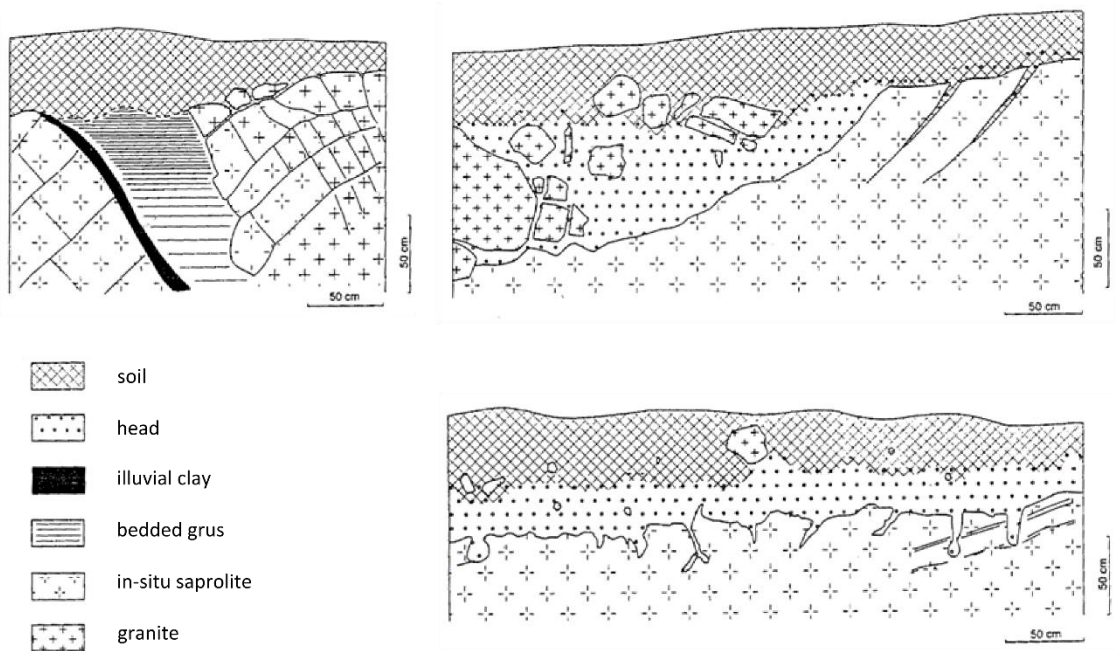 50 cm
50 cm
50 cm
50 cm
soil
head
illuvial clay
bedded grus
in-situ saprolite
granite
50 cm
50 cm